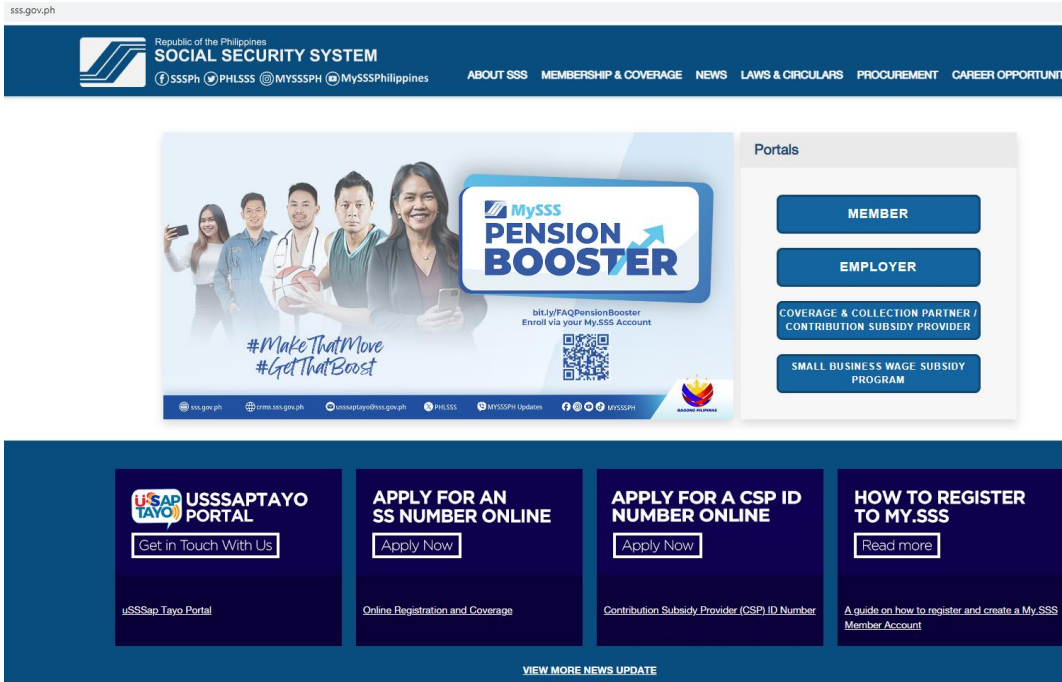 sss.gov.ph
Republic of the Philippines
SOCIAL SECURITY SYSTEM
SSSPh PHLSSS MYSSSPH MySSSPhilippines
ABOUT SSS MEMBERSHIP & COVERAGE NEWS LAWS & CIRCULARS PROCUREMENT CAREER OPPORTUNIT
MySSS
PENSION
BOOSTER
bit.ly/FAQPensionBooster
Enroll via your My.SSS Account
#MakeThatMove
#GetThatBoost
sss.gov.ph crms.sss.gov.ph usssaptayo@sss.gov.ph PHLSSS MYSSSPH Updates MYSSSPH
BAGONG PILIPINAS
Portals
MEMBER
EMPLOYER
COVERAGE & COLLECTION PARTNER /
CONTRIBUTION SUBSIDY PROVIDER
SMALL BUSINESS WAGE SUBSIDY
PROGRAM
USSAP
TAYO
USSSAPTAYO
PORTAL
Get in Touch With Us
uSSSap Tayo Portal
APPLY FOR AN
SS NUMBER ONLINE
Apply Now
Online Registration and Coverage
APPLY FOR A CSP ID
NUMBER ONLINE
Apply Now
Contribution Subsidy Provider (CSP) ID Number
HOW TO REGISTER
TO MY.SSS
Read more
A guide on how to register and create a My.SSS
Member Account
VIEW MORE NEWS UPDATE